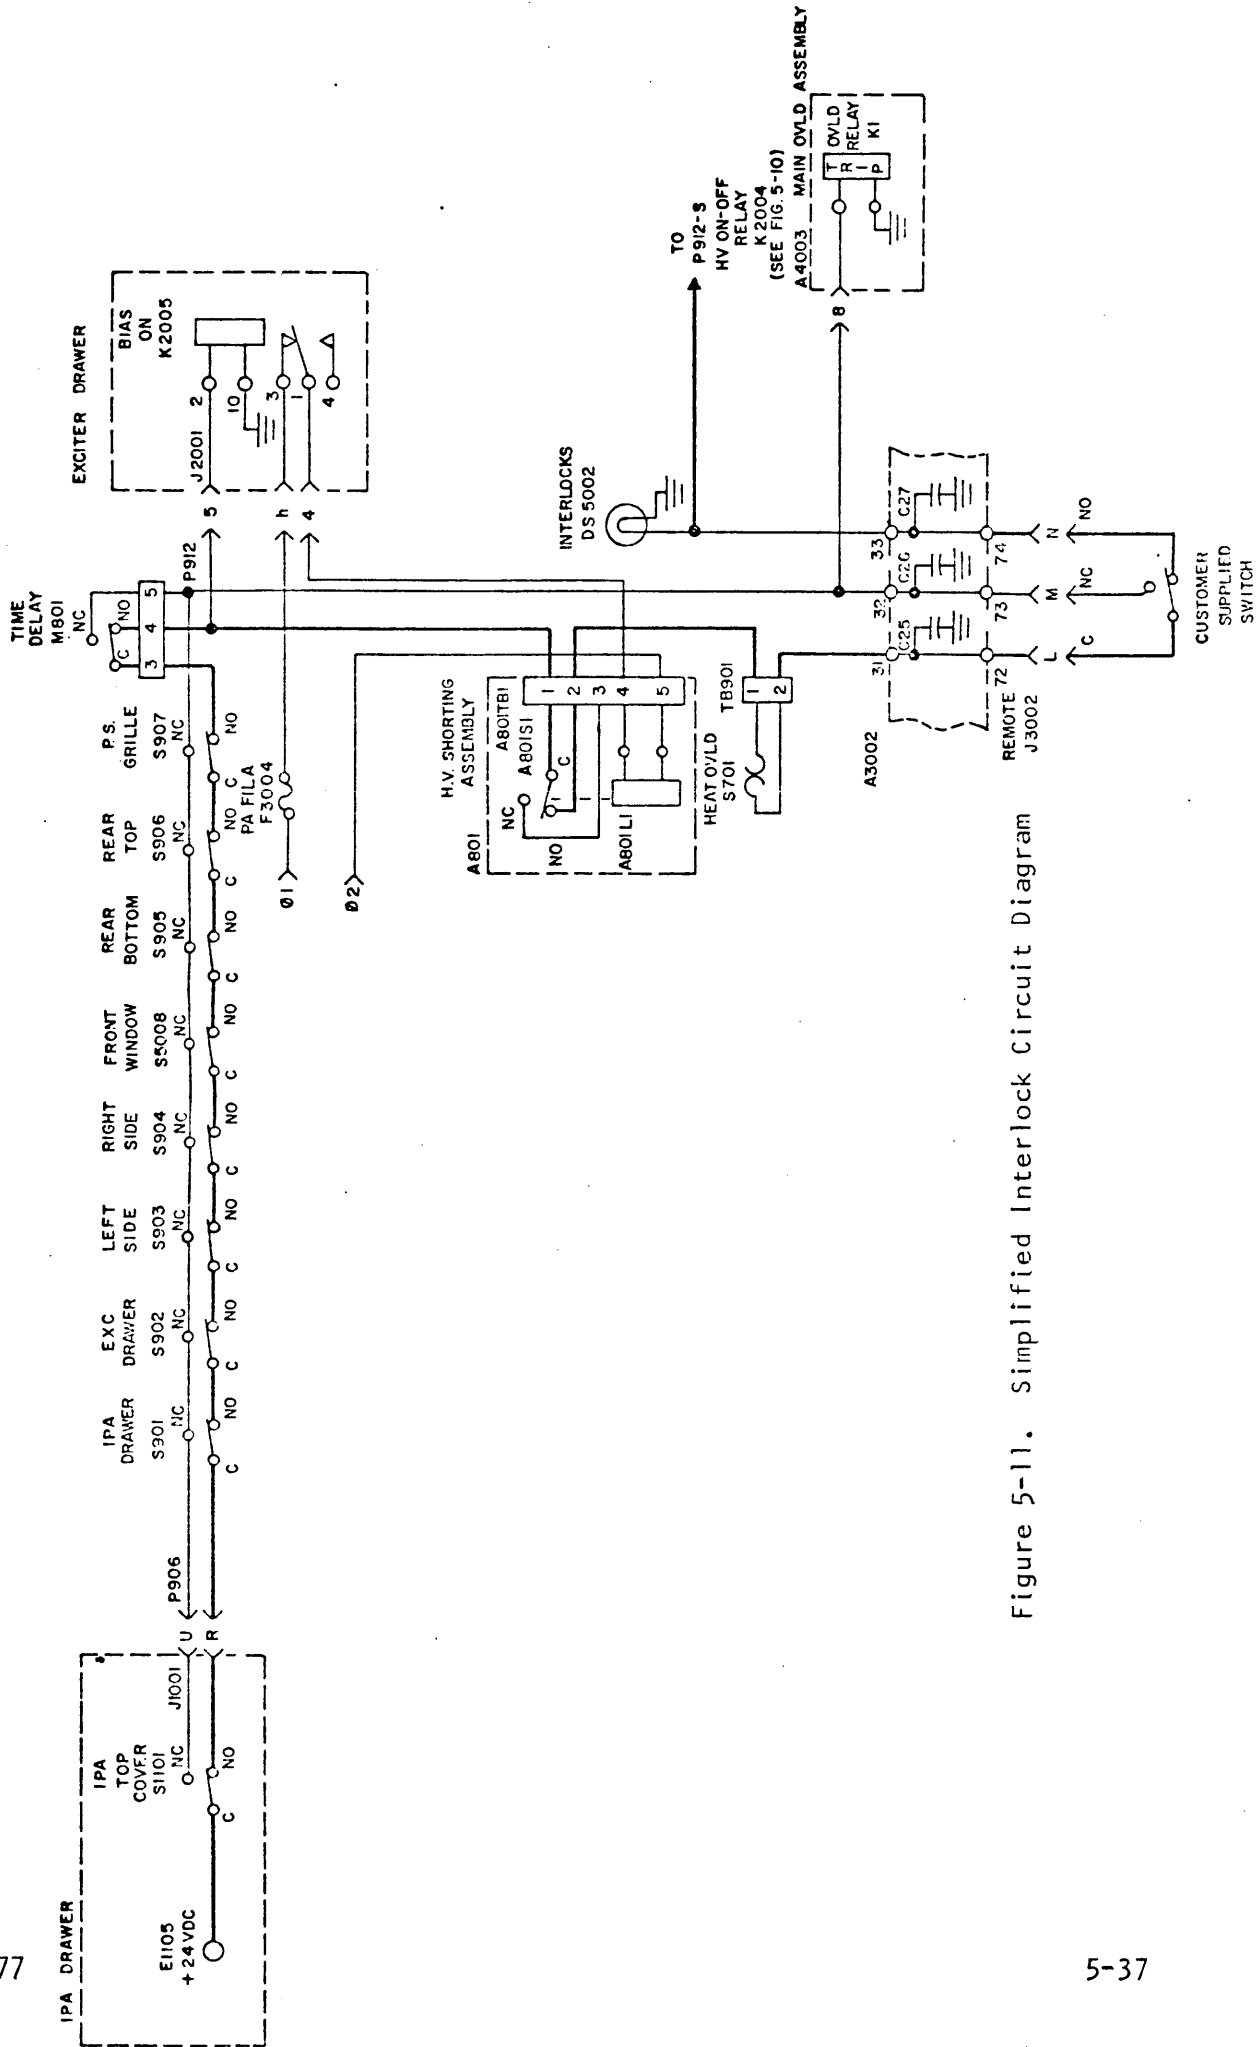 IPA DRAWER
E1105
+24VDC
IPA
TOP
COVER
S1101
NC
C
NO
J1001
U
R
P906
IPA
DRAWER
S901
NC
C
NO
EXC
DRAWER
S902
NC
C
NO
LEFT
SIDE
S903
NC
C
NO
RIGHT
SIDE
S904
NC
C
NO
FRONT
WINDOW
S5008
NC
C
NO
REAR
BOTTOM
S905
NC
C
NO
REAR
TOP
S906
NC
C
NO
P.S.
GRILLE
S907
NC
C
NO
TIME
DELAY
M801
NC
C
NO
3
4
5
P912
5
h
4
EXCITER DRAWER
J2001
BIAS
ON
K2005
2
10
3
1
4
PA FILA
F3004
Ø1
Ø2
H.V. SHORTING
ASSEMBLY
A801
A801TB1
A801S1
NC
C
NO
A801L1
1
2
3
4
5
HEAT OVLD
S701
TB901
1
2
INTERLOCKS
DS5002
TO
P912-S
HV ON-OFF
RELAY
K2004
(SEE FIG. 5-10)
A4003 MAIN OVLD ASSEMBLY
8
TRIP
OVLD
RELAY
K1
A3002
31
32
33
C25
C26
C27
72
73
74
REMOTE
J3002
L
M
N
C
NC
NO
CUSTOMER
SUPPLIED
SWITCH
Figure 5-11. Simplified Interlock Circuit Diagram
77
5-37